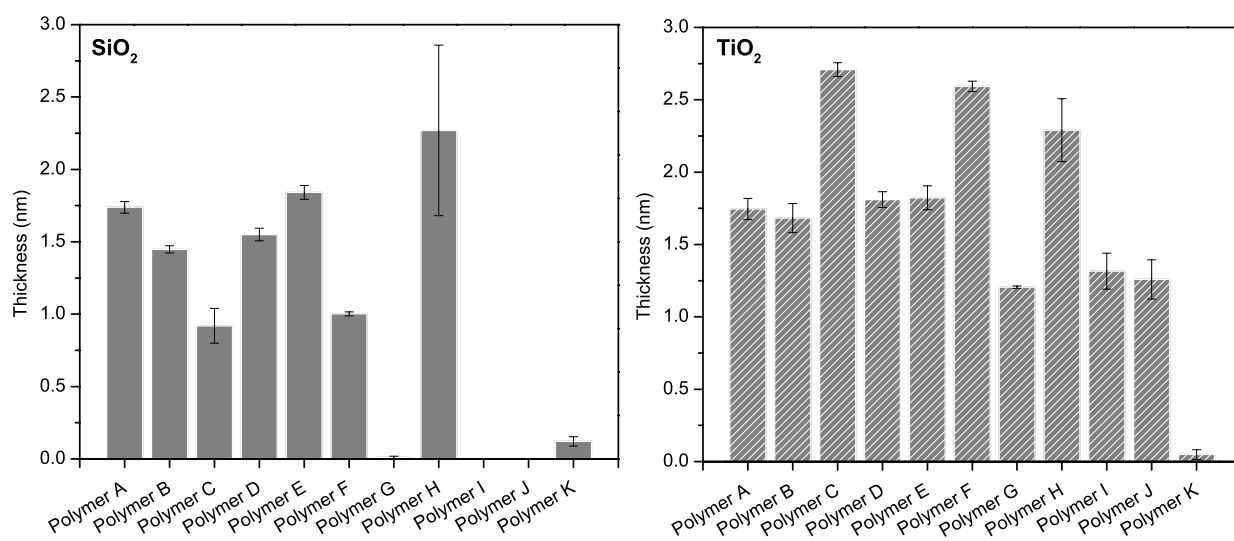 SiO2
Thickness (nm)
3.0
2.5
2.0
1.5
1.0
0.5
0.0
Polymer A
Polymer B
Polymer C
Polymer D
Polymer E
Polymer F
Polymer G
Polymer H
Polymer I
Polymer J
Polymer K
TiO2
Thickness (nm)
3.0
2.5
2.0
1.5
1.0
0.5
0.0
Polymer A
Polymer B
Polymer C
Polymer D
Polymer E
Polymer F
Polymer G
Polymer H
Polymer I
Polymer J
Polymer K